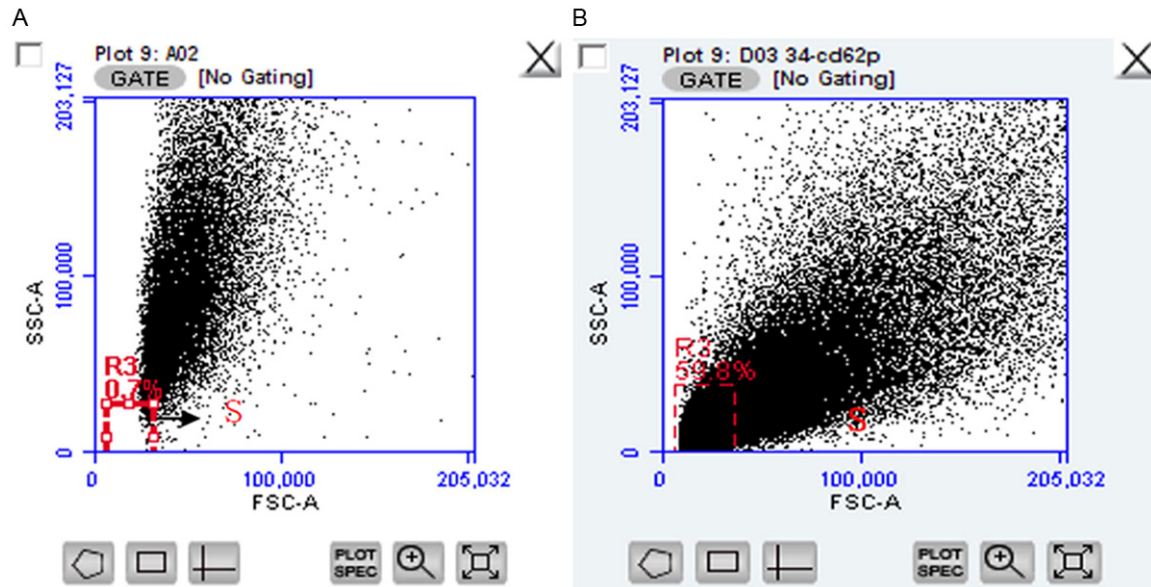 A
Plot 9: A02
GATE [No Gating]
203,127
100,000
0
SSC-A
R3
0.7%
S
0 100,000 205,032
FSC-A
PLOT
SPEC
B
Plot 9: D03 34-cd62p
GATE [No Gating]
203,127
100,000
0
SSC-A
R3
59.8%
S
0 100,000 205,032
FSC-A
PLOT
SPEC